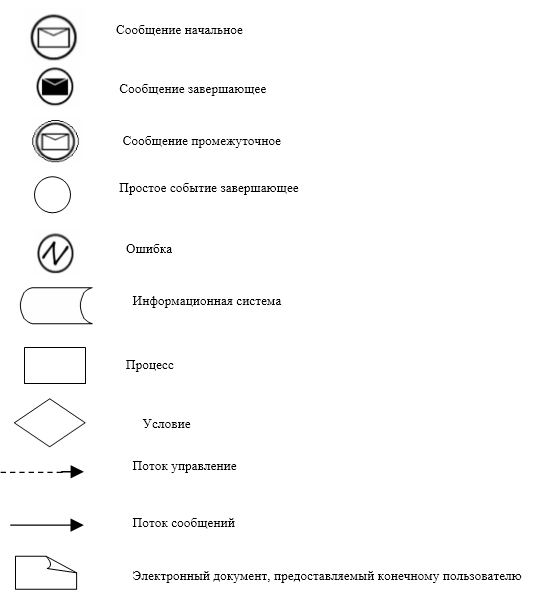 Сообщение начальное
Сообщение завершающее
Сообщение промежуточное
Простое событие завершающее
Ошибка
Информационная система
Процесс
Условие
Поток управление
Поток сообщений
Электронный документ, предоставляемый конечному пользователю